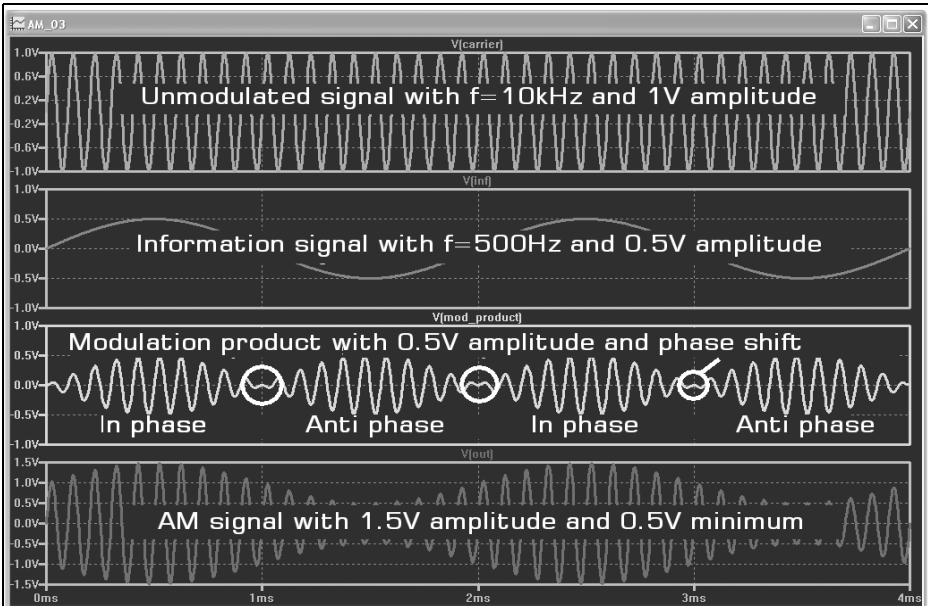 AM_03
V(carrier)
1.0V
0.6V
0.2V
-0.2V
-0.6V
-1.0V
Unmodulated signal with f=10kHz and 1V amplitude
V(inf)
1.0V
0.5V
0.0V
-0.5V
-1.0V
Information signal with f=500Hz and 0.5V amplitude
V(mod_product)
1.0V
0.5V
0.0V
-0.5V
-1.0V
Modulation product with 0.5V amplitude and phase shift
In phase Anti phase In phase Anti phase
V(out)
1.5V
1.0V
0.5V
0.0V
-0.5V
-1.0V
-1.5V
AM signal with 1.5V amplitude and 0.5V minimum
0ms 1ms 2ms 3ms 4ms